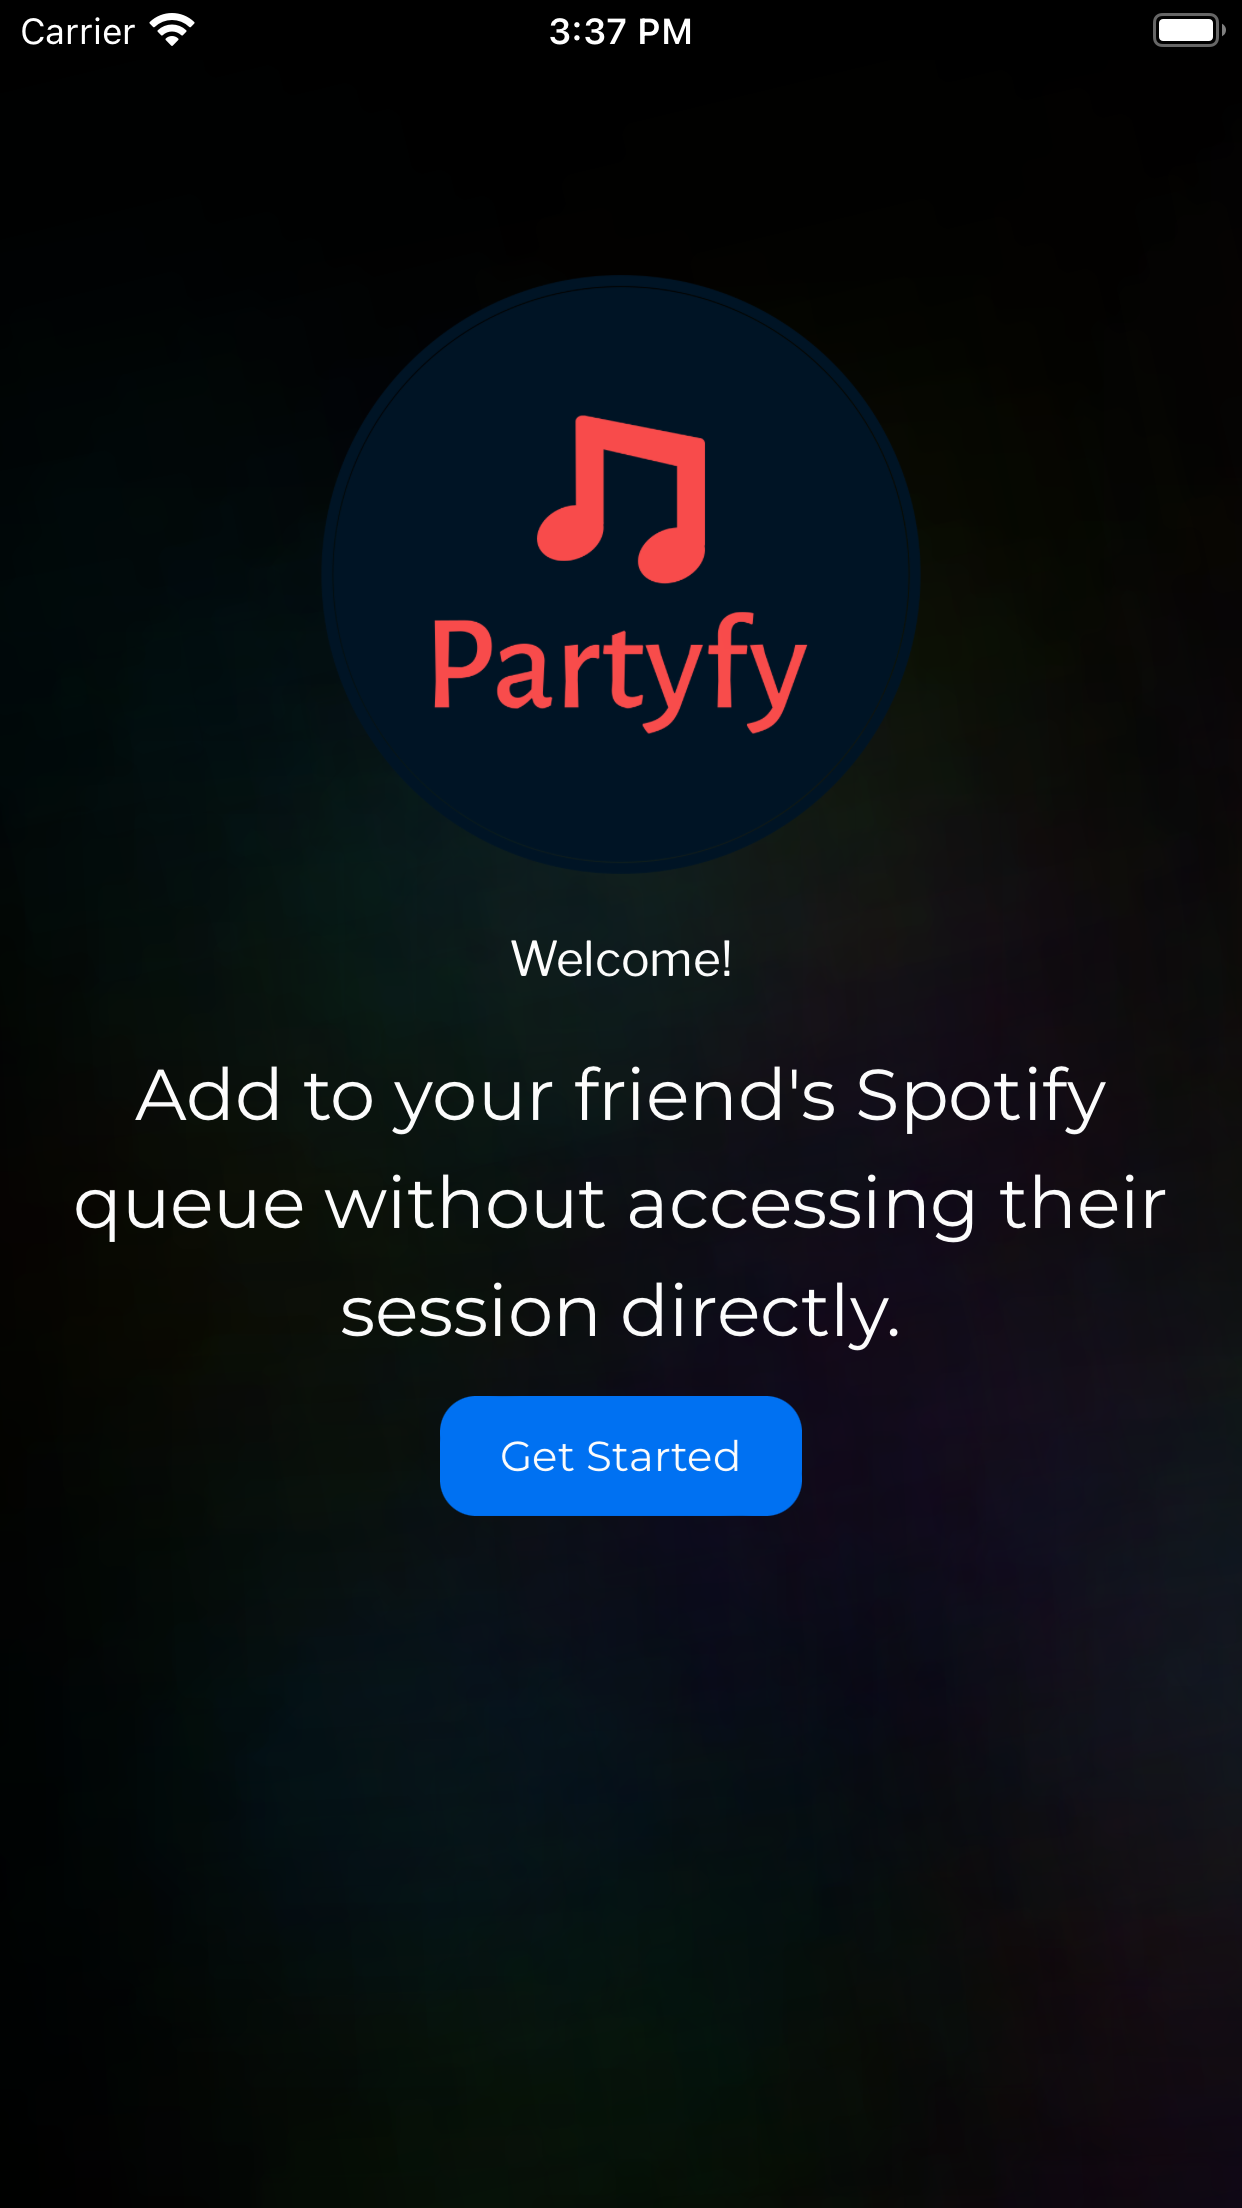 Carrier 3:37 PM
Partyfy
Welcome!
Add to your friend's Spotify
queue without accessing their
session directly.
Get Started